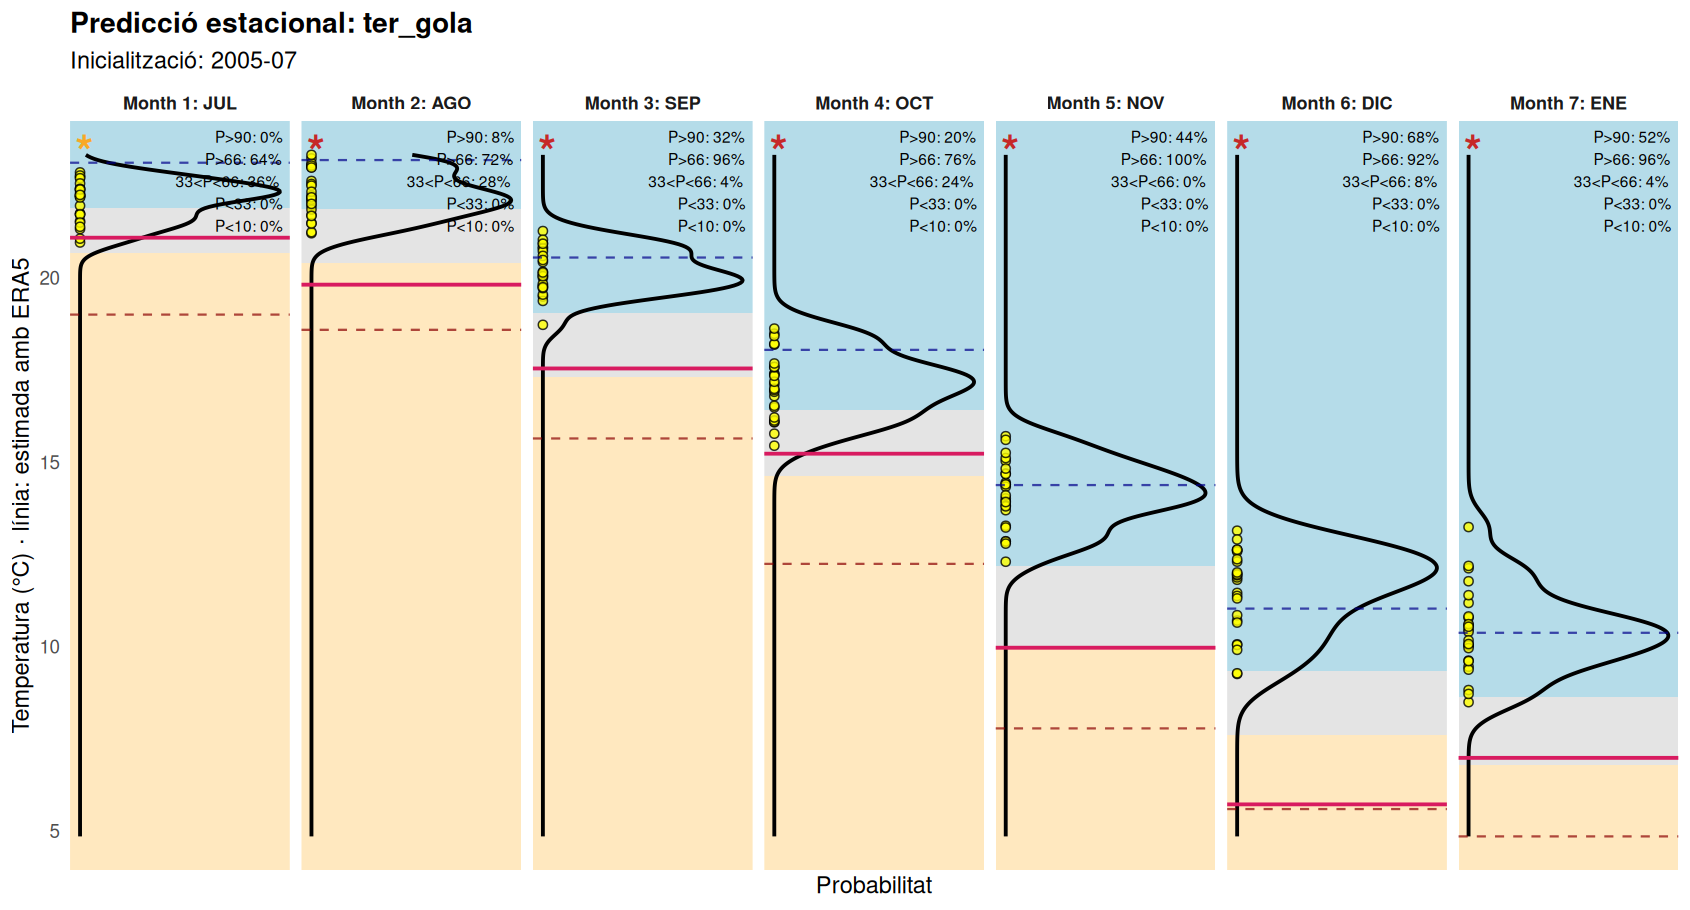 Predicció estacional: ter_gola
Inicialització: 2005-07
Month 1: JUL
Month 2: AGO
Month 3: SEP
Month 4: OCT
Month 5: NOV
Month 6: DIC
Month 7: ENE
*
P>90: 0%
P>66: 64%
33<P<66: 36%
P<33: 0%
P<10: 0%
*
P>90: 8%
P>66: 72%
33<P<66: 28%
P<33: 0%
P<10: 0%
*
P>90: 32%
P>66: 96%
33<P<66: 4%
P<33: 0%
P<10: 0%
*
P>90: 20%
P>66: 76%
33<P<66: 24%
P<33: 0%
P<10: 0%
*
P>90: 44%
P>66: 100%
33<P<66: 0%
P<33: 0%
P<10: 0%
*
P>90: 68%
P>66: 92%
33<P<66: 8%
P<33: 0%
P<10: 0%
*
P>90: 52%
P>66: 96%
33<P<66: 4%
P<33: 0%
P<10: 0%
Temperatura (°C) · línia: estimada amb ERA5
20
15
10
5
Probabilitat